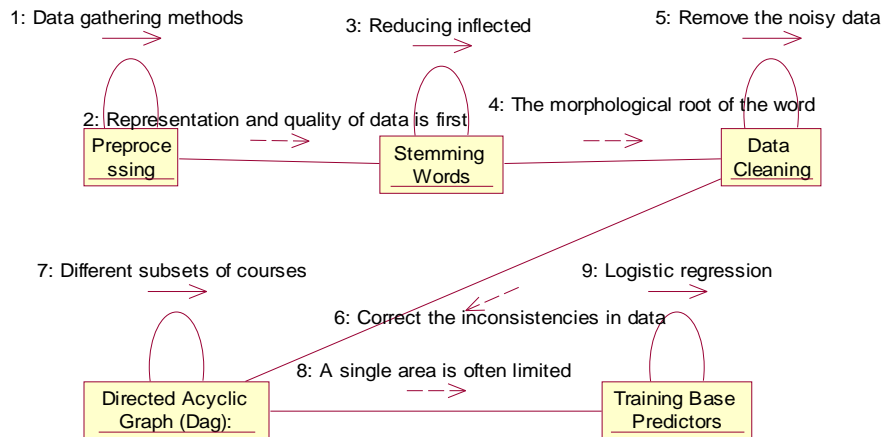 1: Data gathering methods
3: Reducing inflected
5: Remove the noisy data
2: Representation and quality of data is first
4: The morphological root of the word
Preproce
ssing
Stemming
Words
Data
Cleaning
7: Different subsets of courses
9: Logistic regression
6: Correct the inconsistencies in data
8: A single area is often limited
Directed Acyclic
Graph (Dag):
Training Base
Predictors